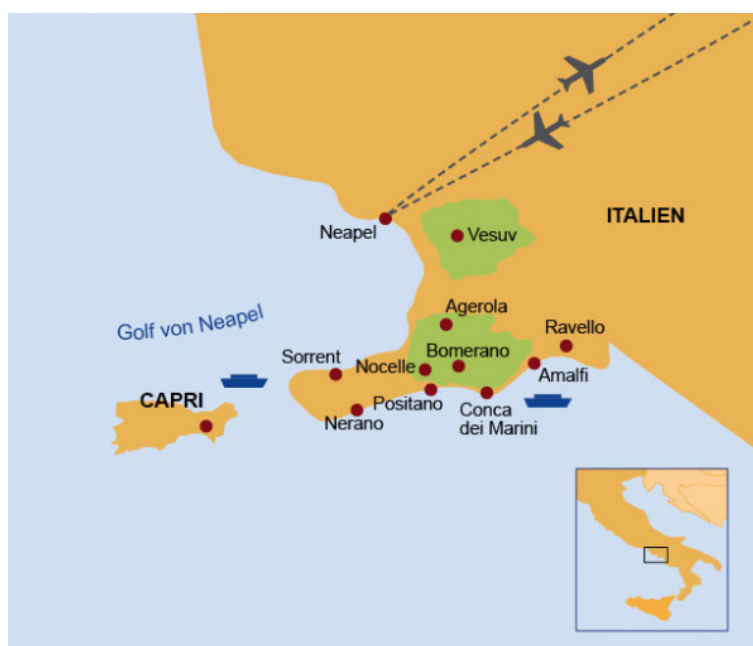 Neapel
Vesuv
ITALIEN
Agerola
Golf von Neapel
Ravello
Sorrent
Nocelle
Bomerano
Amalfi
CAPRI
Positano
Conca
dei Marini
Nerano